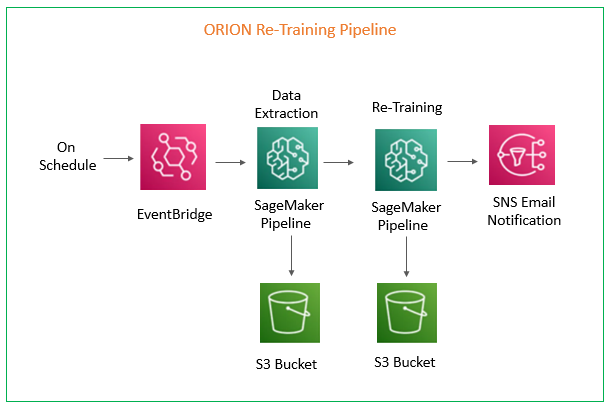 ORION Re-Training Pipeline
Data
Extraction
Re-Training
On
Schedule
EventBridge
SageMaker
Pipeline
SageMaker
Pipeline
SNS Email
Notification
S3 Bucket
S3 Bucket